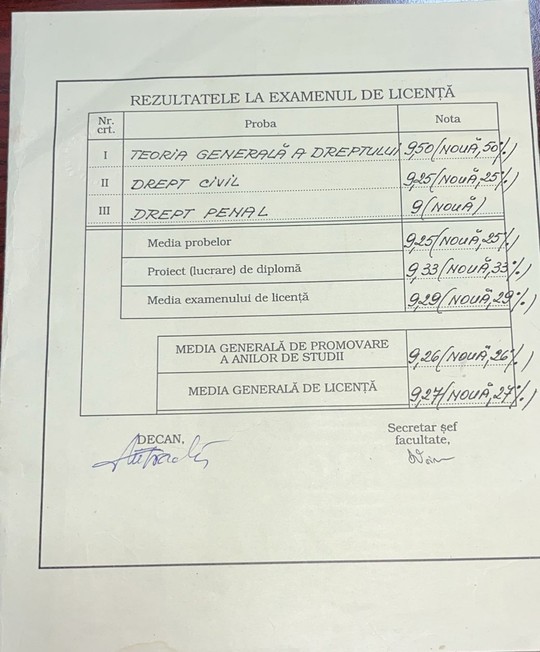 REZULTATELE LA EXAMENUL DE LICENȚĂ
Nr. crt. Proba Nota
I TEORIA GENERALĂ A DREPTULUI 9,50 (NOUĂ, 50%)
II DREPT CIVIL 9,25 (NOUĂ, 25%)
III DREPT PENAL 9 (NOUĂ)
Media probelor 9,25 (NOUĂ, 25%)
Proiect (lucrare) de diplomă 9,33 (NOUĂ, 33%)
Media examenului de licență 9,29 (NOUĂ, 29%)
MEDIA GENERALĂ DE PROMOVARE
A ANILOR DE STUDII 9,26 (NOUĂ, 26%)
MEDIA GENERALĂ DE LICENȚĂ 9,27 (NOUĂ, 27%)
DECAN,
Secretar șef
facultate,